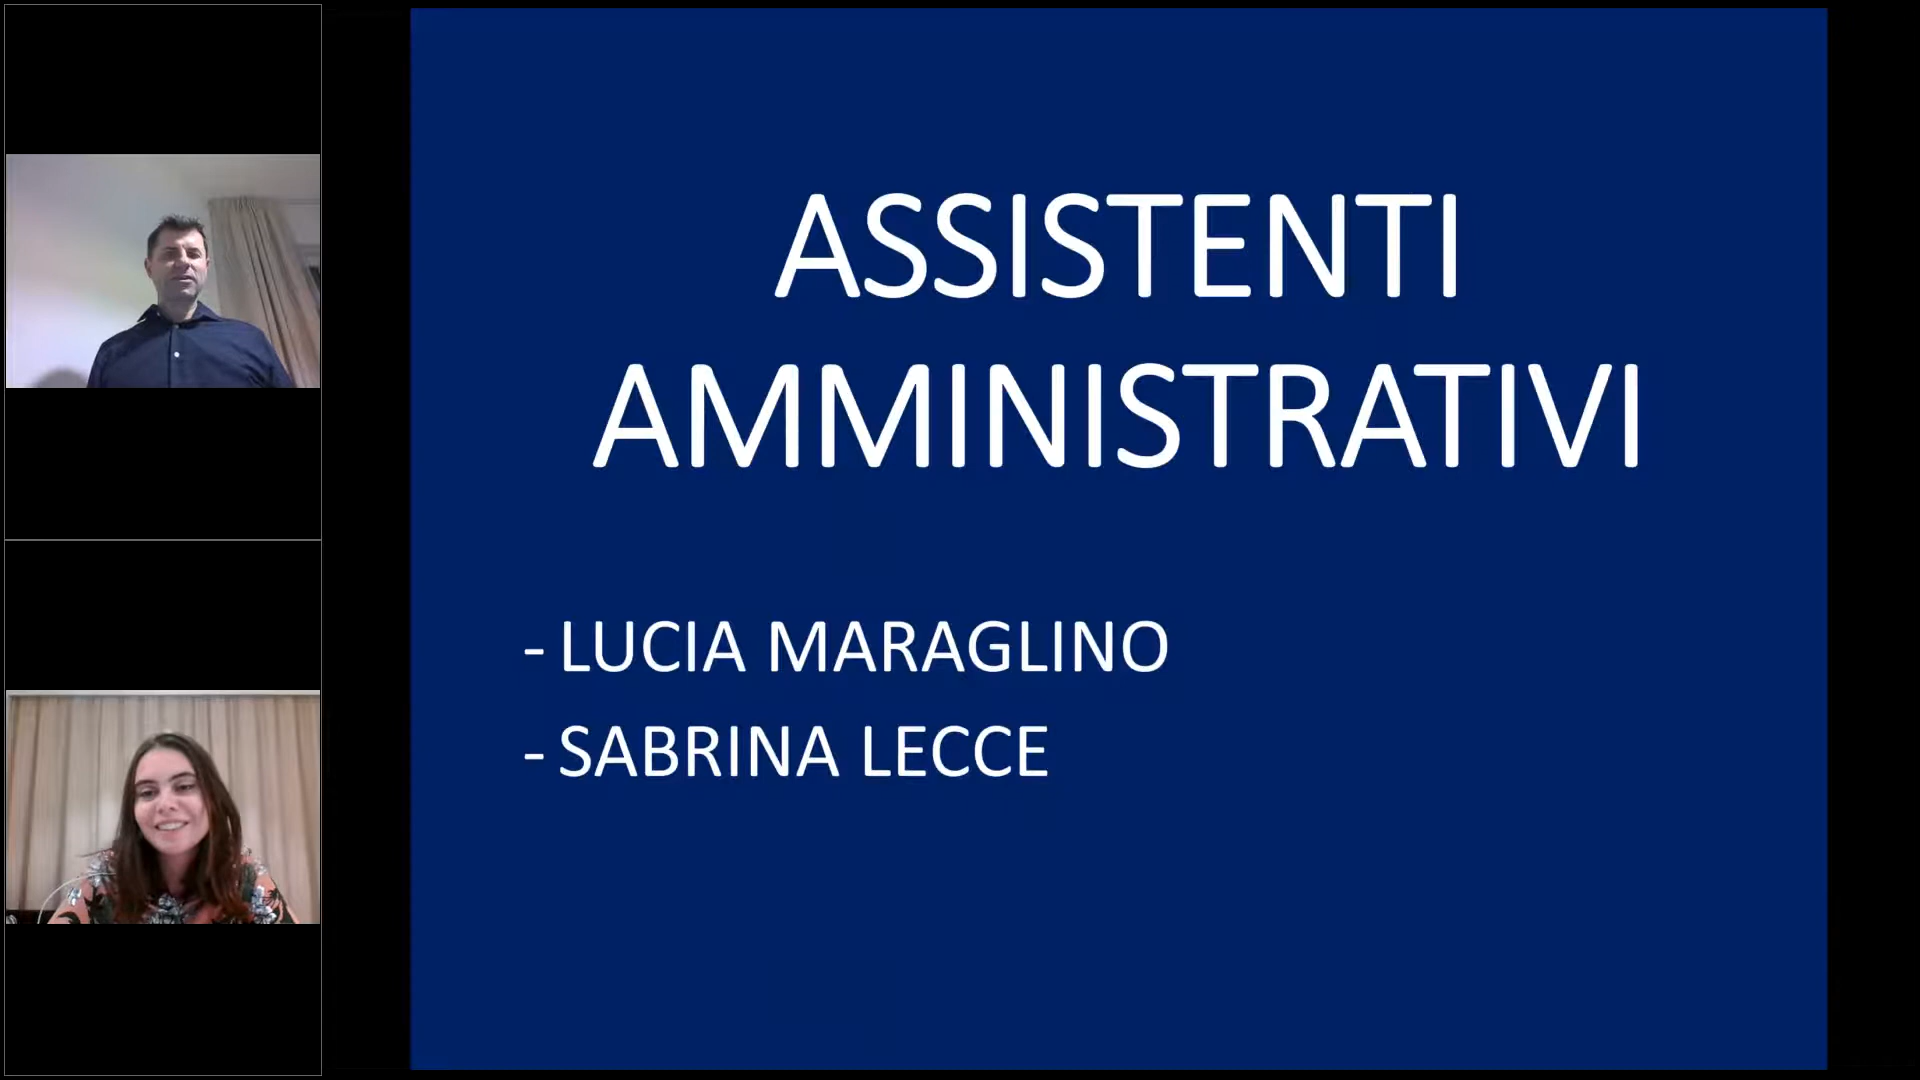 ASSISTENTI
AMMINISTRATIVI
- LUCIA MARAGLINO
- SABRINA LECCE